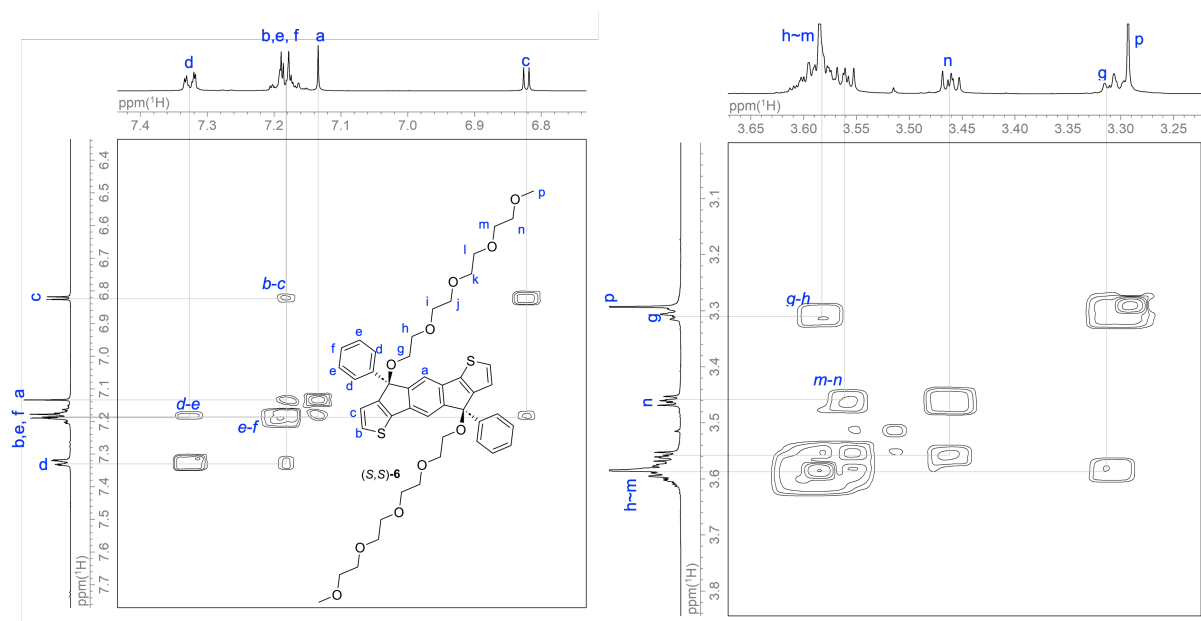 b,e, f
a
d
c
ppm(¹H)
7.4
7.3
7.2
7.1
7.0
6.9
6.8
6.4
6.5
6.6
6.7
6.8
6.9
7.0
7.1
7.2
7.3
7.4
7.5
7.6
7.7
ppm(¹H)
c
a
b,e, f
d
b-c
d-e
e-f
O
p
m
n
O
l
k
O
i
j
h
O
e
f
d
g
e
O
d
a
S
c
b
S
O
(S,S)-6
O
O
O
O
h~m
n
g
p
ppm(¹H)
3.65
3.60
3.55
3.50
3.45
3.40
3.35
3.30
3.25
3.1
3.2
3.3
3.4
3.5
3.6
3.7
3.8
ppm(¹H)
p
g
n
h~m
g-h
m-n